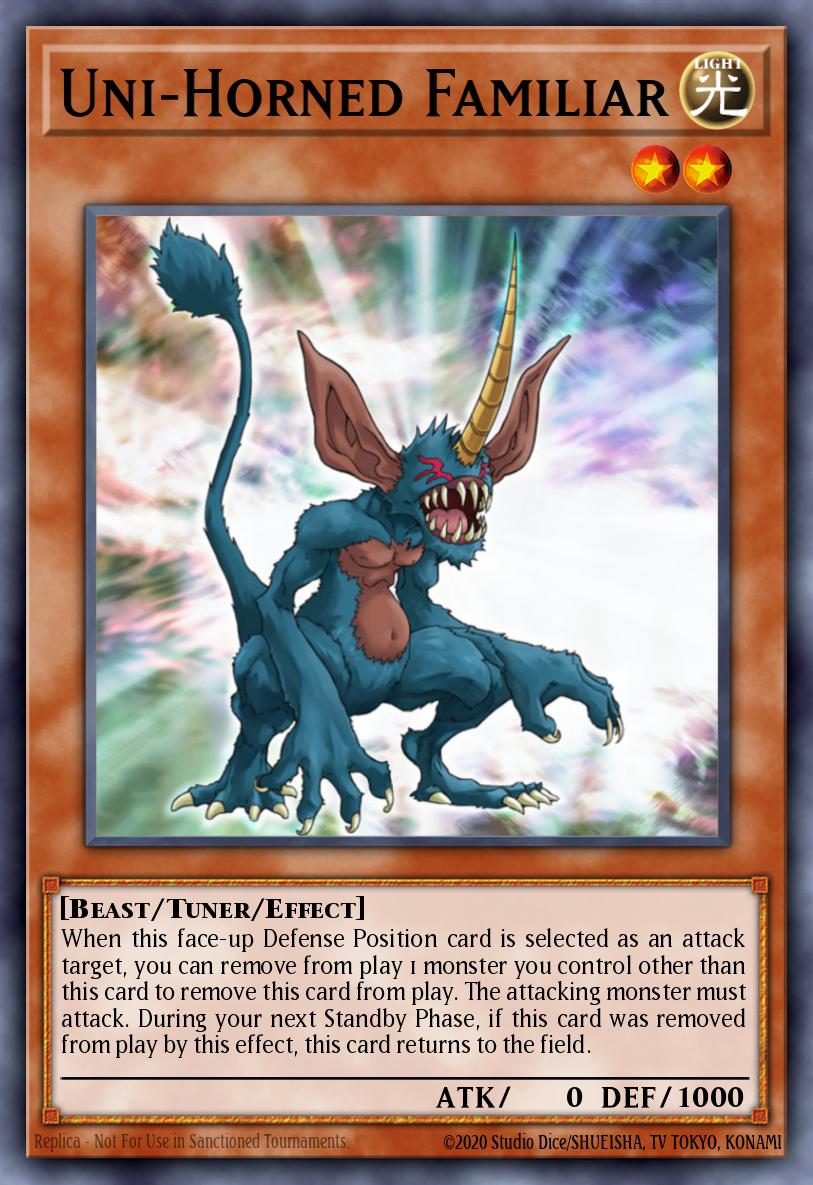 Uni-Horned Familiar
LIGHT
光
[Beast/Tuner/Effect]
When this face-up Defense Position card is selected as an attack
target, you can remove from play 1 monster you control other than
this card to remove this card from play. The attacking monster must
attack. During your next Standby Phase, if this card was removed
from play by this effect, this card returns to the field.
ATK/ 0 DEF/1000
Replica - Not For Use in Sanctioned Tournaments.
©2020 Studio Dice/SHUEISHA, TV TOKYO, KONAMI